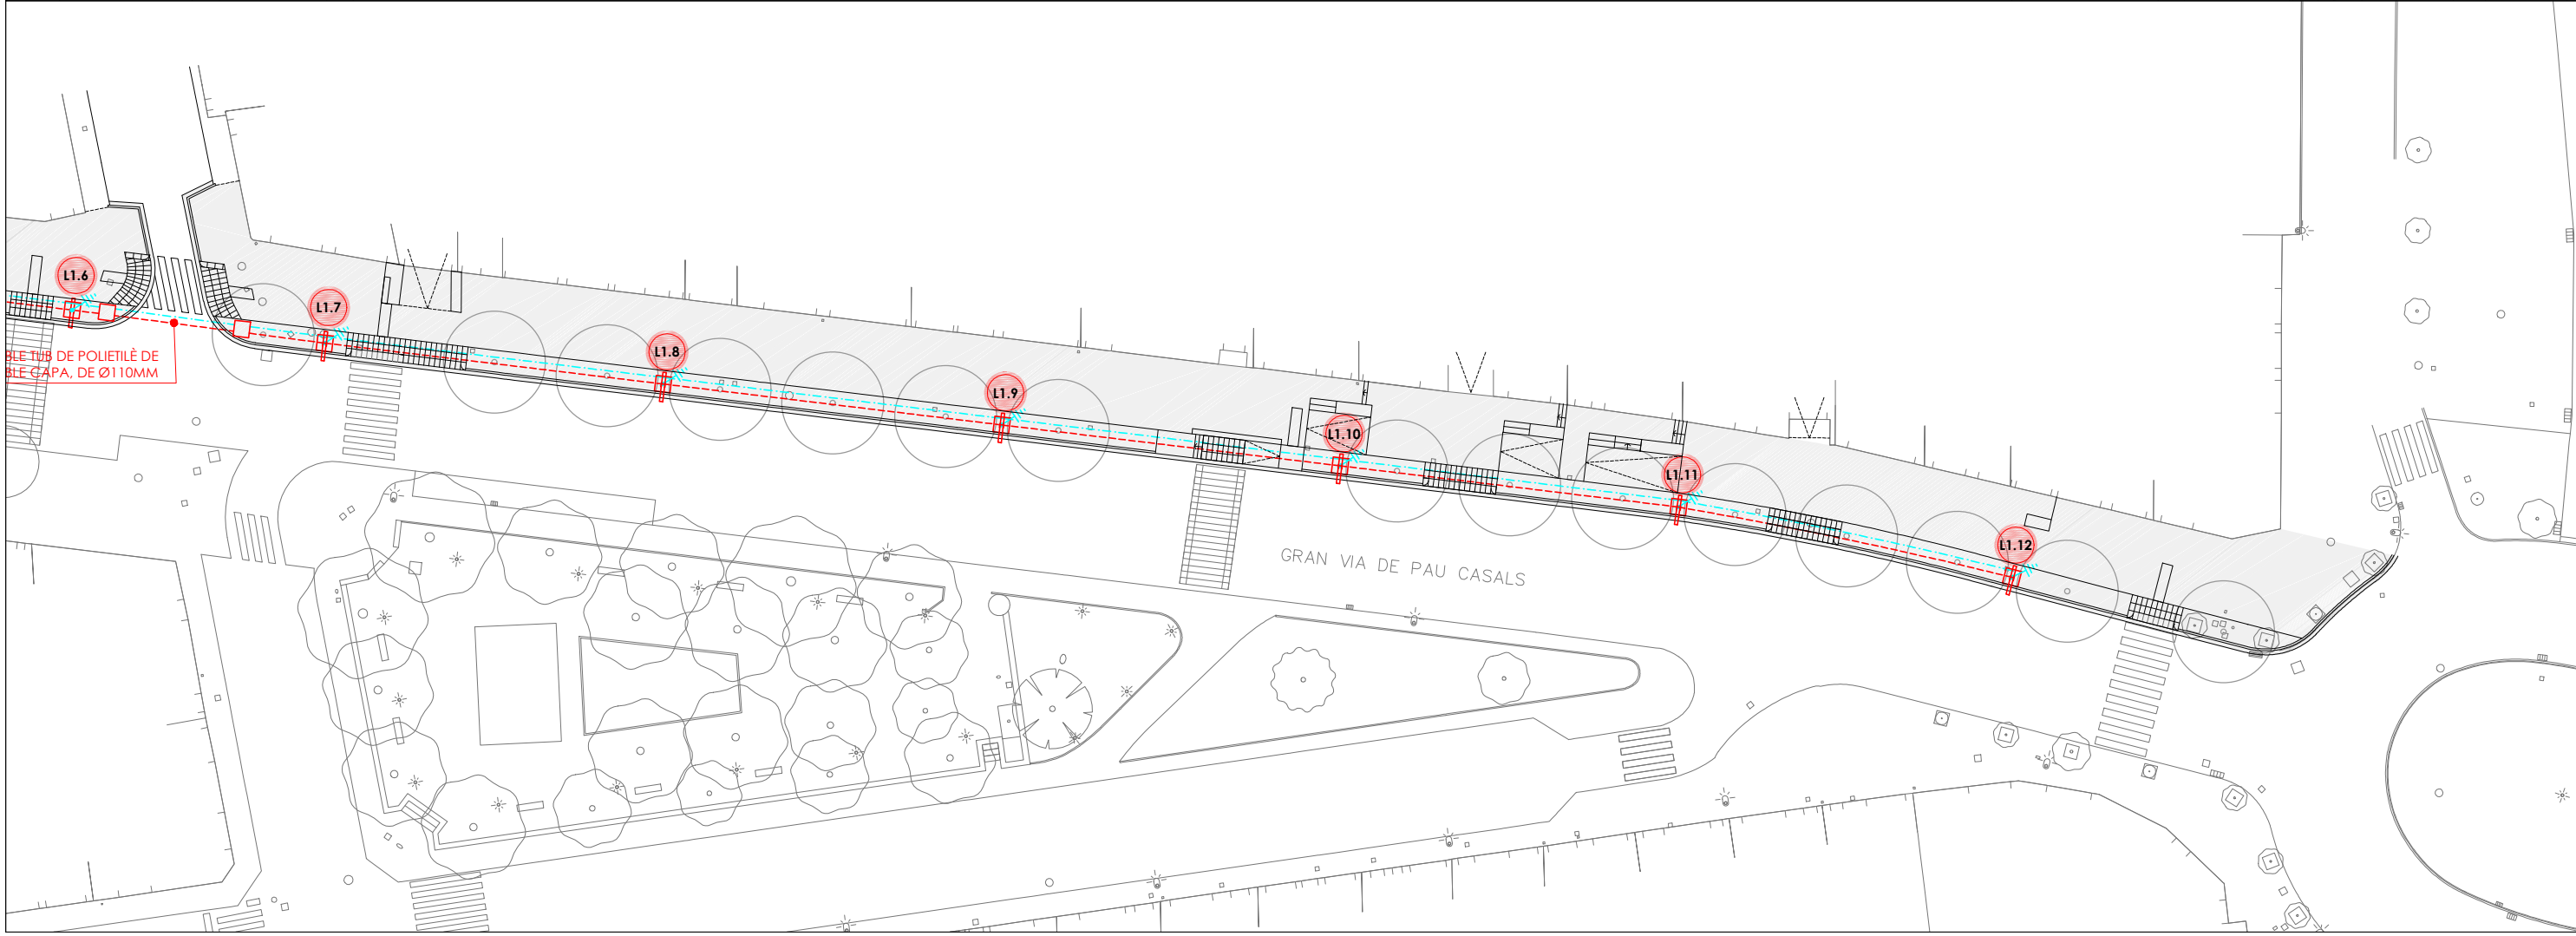 L1.6
L1.7
L1.8
L1.9
L1.10
L1.11
L1.12
BLE TUB DE POLIETILÈ DE
BLE CAPA, DE Ø110MM
GRAN VIA DE PAU CASALS